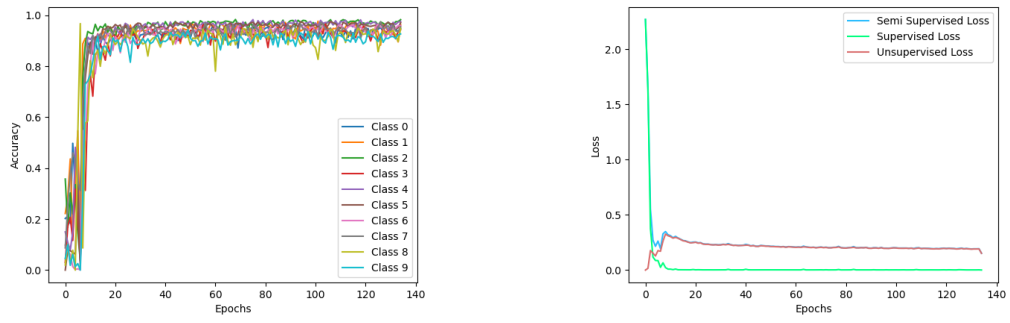 Accuracy
1.0
0.8
0.6
0.4
0.2
0.0
0
20
40
60
80
100
120
140
Epochs
Class 0
Class 1
Class 2
Class 3
Class 4
Class 5
Class 6
Class 7
Class 8
Class 9
Loss
2.0
1.5
1.0
0.5
0.0
0
20
40
60
80
100
120
140
Epochs
Semi Supervised Loss
Supervised Loss
Unsupervised Loss